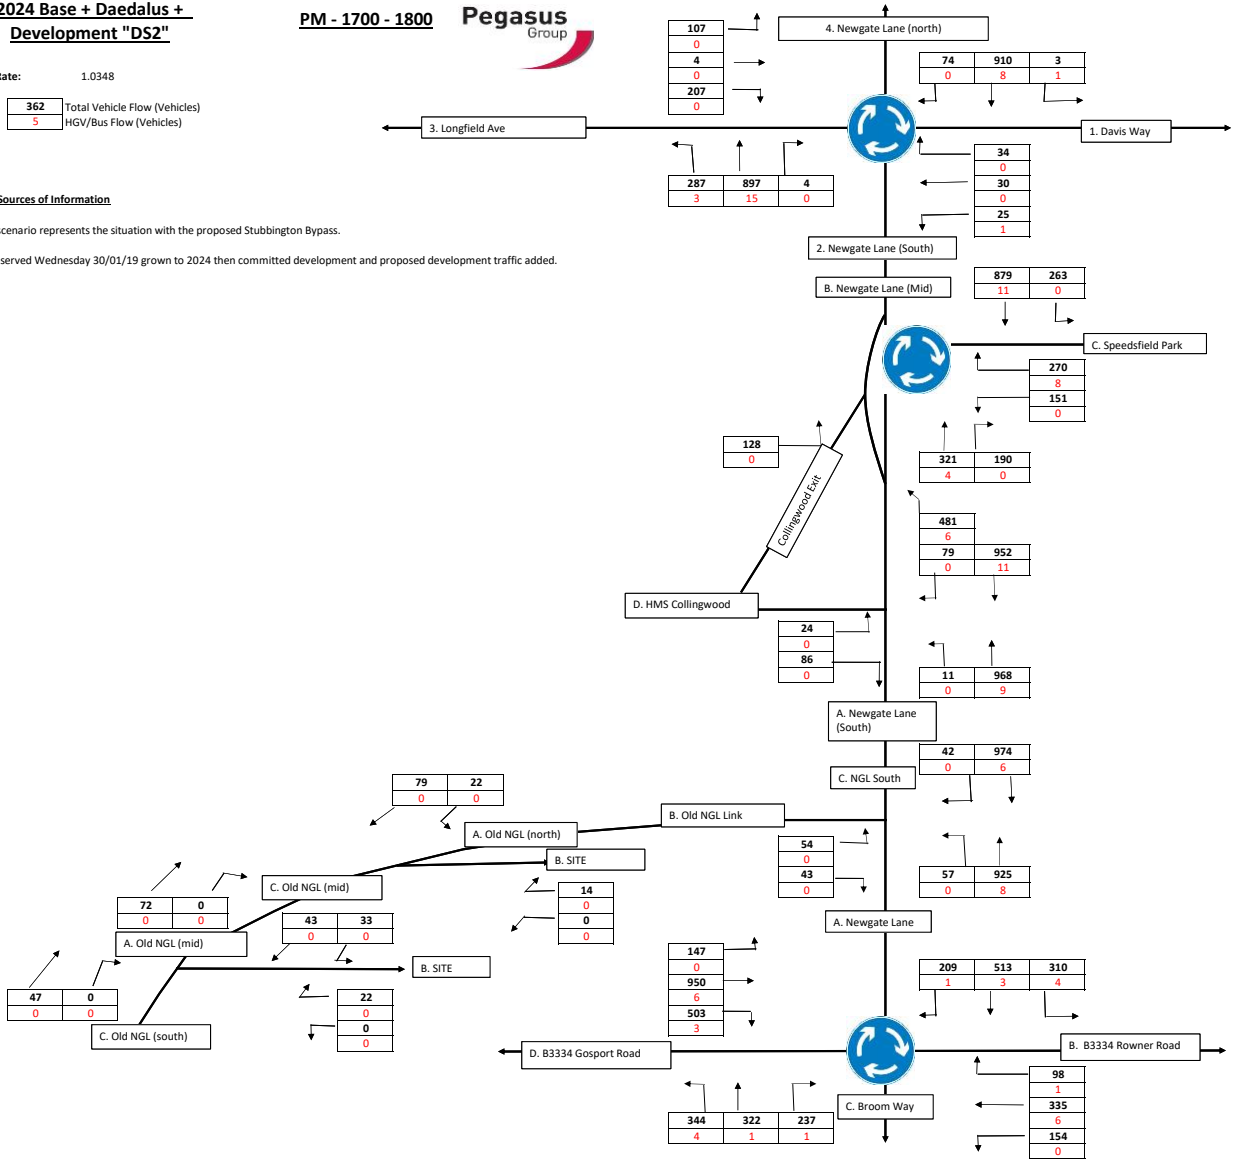 2024 Base + Daedalus +
Development "DS2"
PM - 1700 - 1800
Pegasus
Group
Rate: 1.0348
362 Total Vehicle Flow (Vehicles)
5 HGV/Bus Flow (Vehicles)
Sources of Information
scenario represents the situation with the proposed Stubbington Bypass.
served Wednesday 30/01/19 grown to 2024 then committed development and proposed development traffic added.
4. Newgate Lane (north)
107
0
4
0
207
0
74 910 3
0 8 1
3. Longfield Ave
1. Davis Way
287 897 4
3 15 0
34
0
30
0
25
1
2. Newgate Lane (South)
B. Newgate Lane (Mid)
879 263
11 0
C. Speedsfield Park
270
8
151
0
128
0
321 190
4 0
Collingwood Exit
481
6
79 952
0 11
D. HMS Collingwood
24
0
86
0
11 968
0 9
A. Newgate Lane
(South)
42 974
0 6
C. NGL South
79 22
0 0
B. Old NGL Link
A. Old NGL (north)
54
0
43
0
57 925
0 8
B. SITE
C. Old NGL (mid)
14
0
0
0
72 0
0 0
43 33
0 0
A. Newgate Lane
A. Old NGL (mid)
B. SITE
47 0
0 0
22
0
0
0
C. Old NGL (south)
147
0
950
6
503
3
209 513 310
1 3 4
D. B3334 Gosport Road
B. B3334 Rowner Road
344 322 237
4 1 1
C. Broom Way
98
1
335
6
154
0